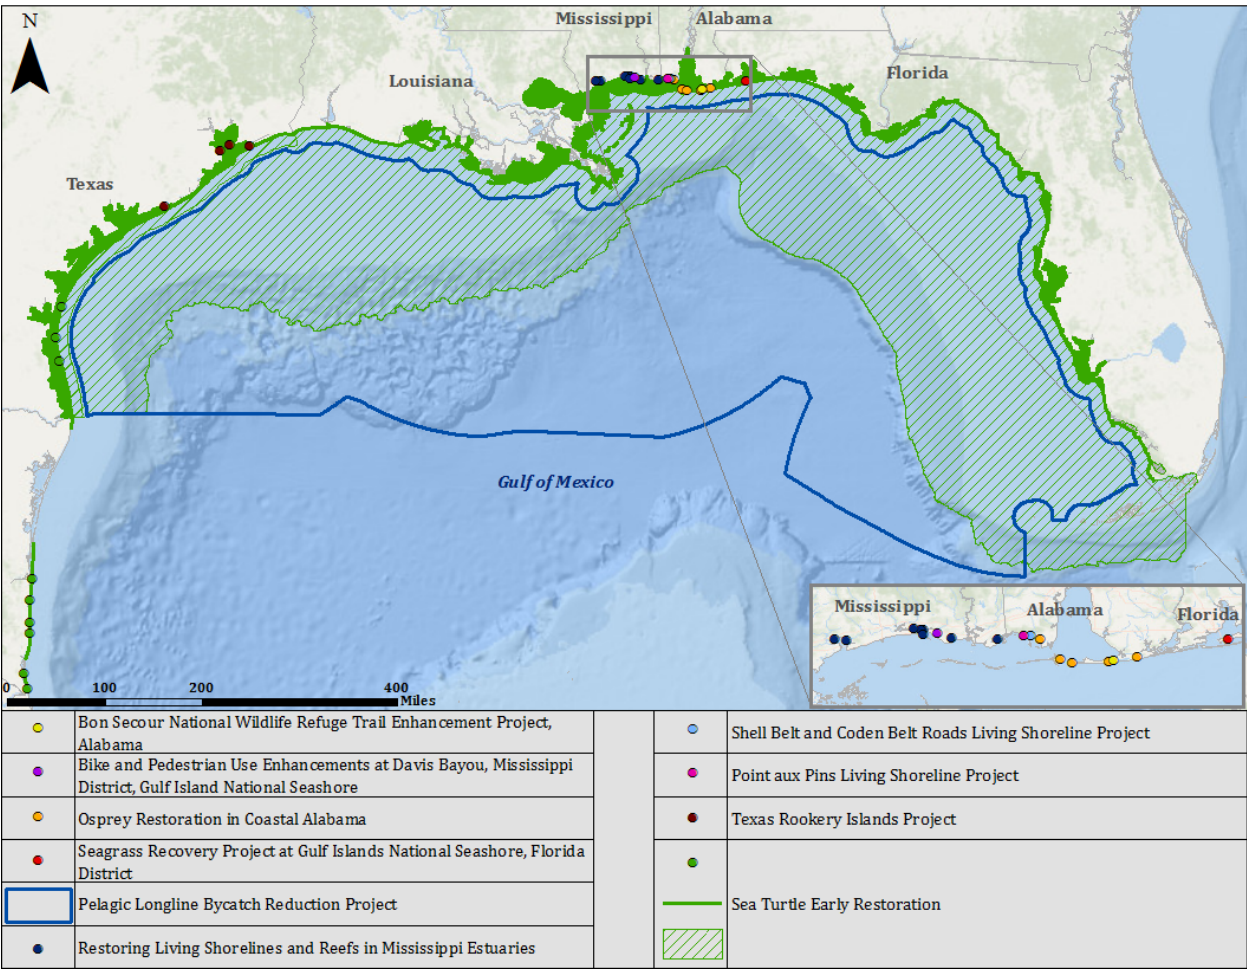 N
Mississippi
Alabama
Louisiana
Florida
Texas
Gulf of Mexico
Mississippi
Alabama
Florida
0
100
200
400
Miles
Bon Secour National Wildlife Refuge Trail Enhancement Project,
Alabama
Bike and Pedestrian Use Enhancements at Davis Bayou, Mississippi
District, Gulf Island National Seashore
Osprey Restoration in Coastal Alabama
Seagrass Recovery Project at Gulf Islands National Seashore, Florida
District
Pelagic Longline Bycatch Reduction Project
Restoring Living Shorelines and Reefs in Mississippi Estuaries
Shell Belt and Coden Belt Roads Living Shoreline Project
Point aux Pins Living Shoreline Project
Texas Rookery Islands Project
Sea Turtle Early Restoration